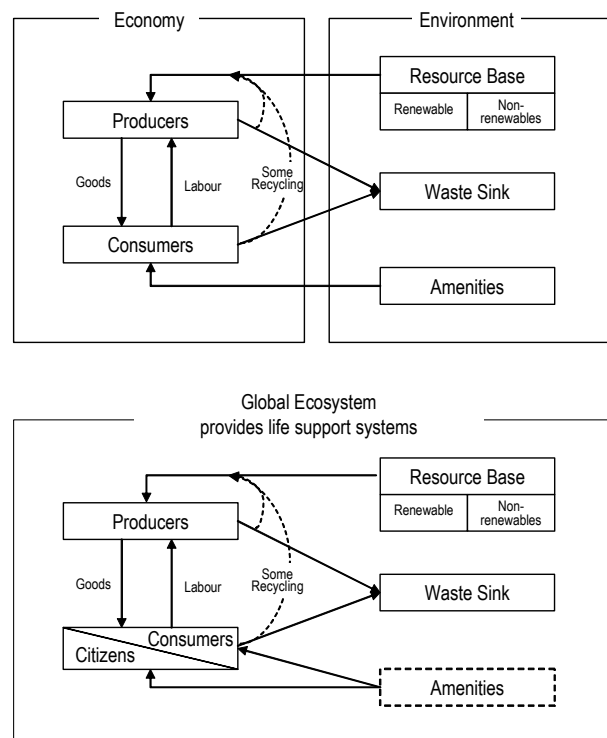 Economy
Environment
Resource Base
Renewable
Non-
renewables
Producers
Goods
Labour
Some
Recycling
Waste Sink
Consumers
Amenities
Global Ecosystem
provides life support systems
Resource Base
Renewable
Non-
renewables
Producers
Goods
Labour
Some
Recycling
Waste Sink
Consumers
Citizens
Amenities